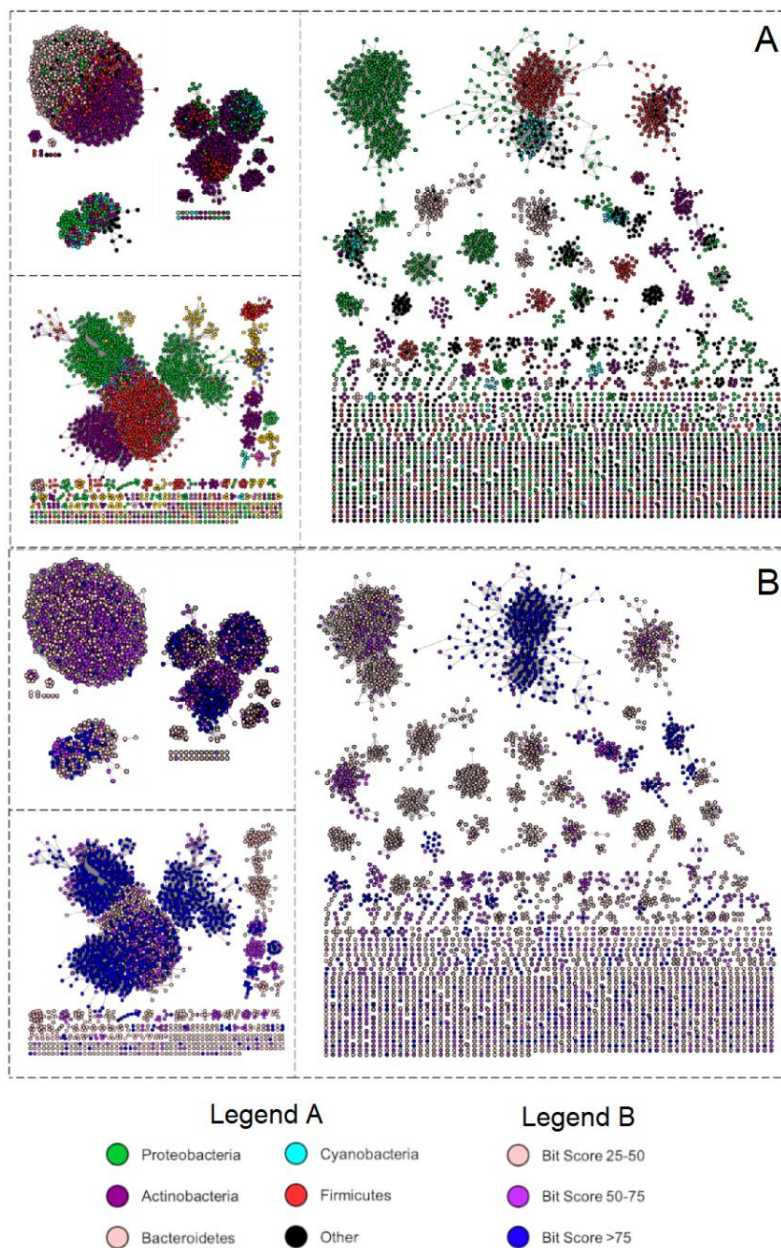 A
B
Legend A
Legend B
Proteobacteria
Cyanobacteria
Bit Score 25-50
Actinobacteria
Firmicutes
Bit Score 50-75
Bacteroidetes
Other
Bit Score >75